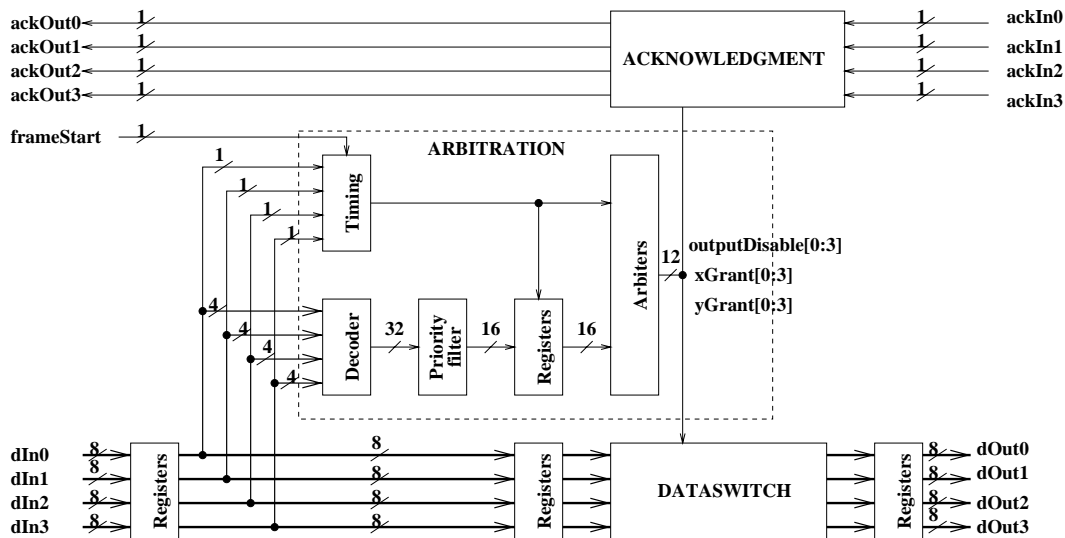 ackOut0 1 1 ackIn0
ackOut1 1 1 ackIn1
ackOut2 1 ACKNOWLEDGMENT 1 ackIn2
ackOut3 1 1 ackIn3
frameStart 1
ARBITRATION
1
1
1
1
Timing
Arbiters
12
outputDisable[0:3]
xGrant[0:3]
yGrant[0:3]
4
4
4
4
Decoder
32
Priority
filter
16
Registers
16
dIn0 8 8 8 dOut0
dIn1 8 8 8 dOut1
dIn2 8 8 8 dOut2
dIn3 8 8 8 dOut3
Registers
Registers
DATASWITCH
Registers